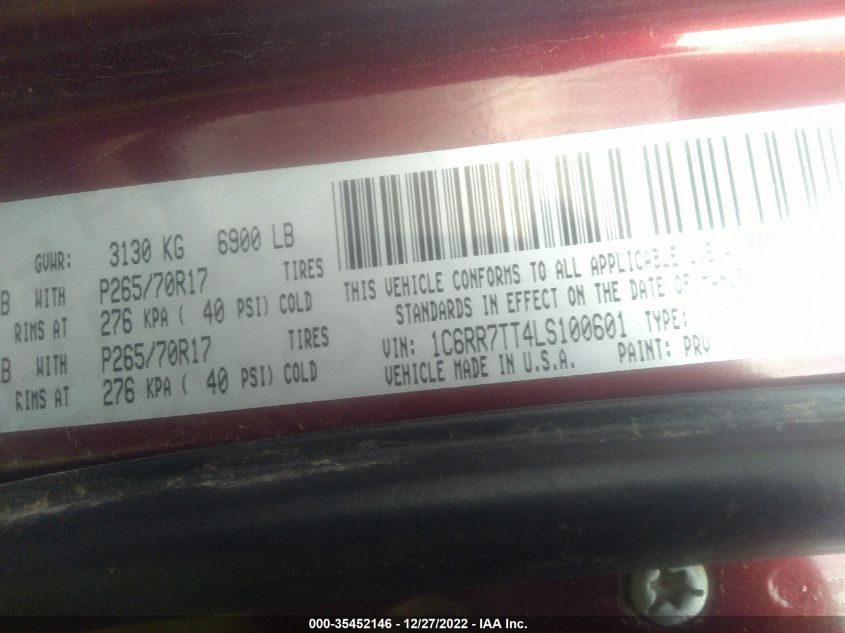 GVWR: 3130 KG 6900 LB
B WITH P265/70R17 TIRES
RIMS AT 276 KPA ( 40 PSI) COLD
B WITH P265/70R17 TIRES
RIMS AT 276 KPA ( 40 PSI) COLD
THIS VEHICLE CONFORMS TO ALL APPLICABLE
STANDARDS IN EFFECT ON THE DATE OF
VIN: 1C6RR7TT4LS100601 TYPE:
VEHICLE MADE IN U.S.A. PAINT: PRV
000-35452146 - 12/27/2022 - IAA Inc.